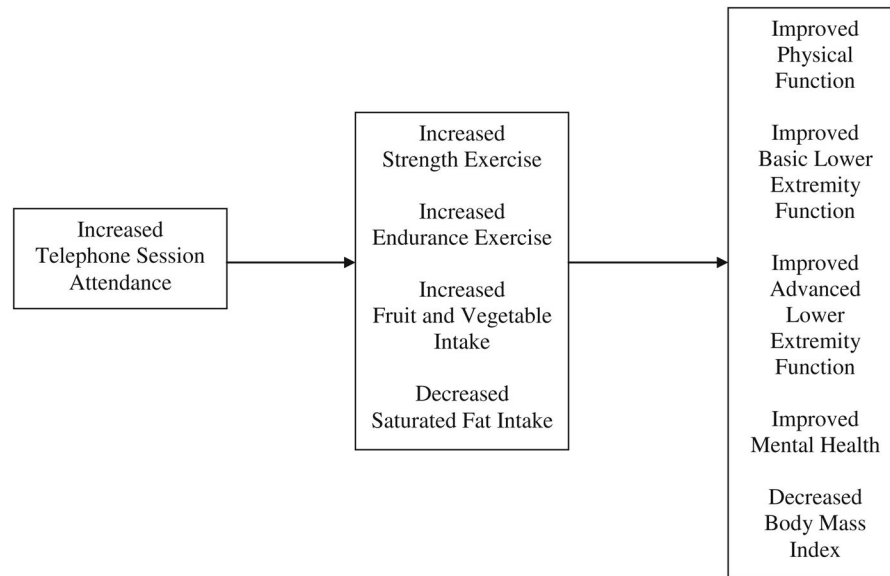 Increased
Telephone Session
Attendance
Increased
Strength Exercise
Increased
Endurance Exercise
Increased
Fruit and Vegetable
Intake
Decreased
Saturated Fat Intake
Improved
Physical
Function
Improved
Basic Lower
Extremity
Function
Improved
Advanced
Lower
Extremity
Function
Improved
Mental Health
Decreased
Body Mass
Index